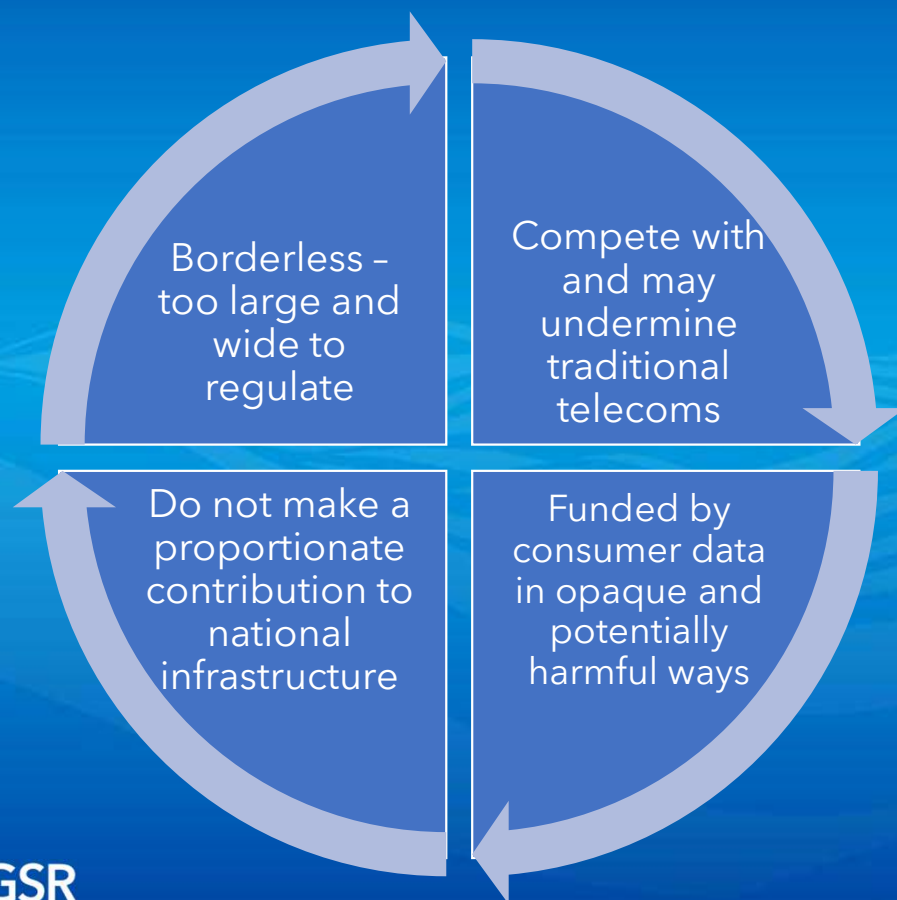 Borderless –
too large and
wide to
regulate
Compete with
and may
undermine
traditional
telecoms
Do not make a
proportionate
contribution to
national
infrastructure
Funded by
consumer data
in opaque and
potentially
harmful ways
GSR